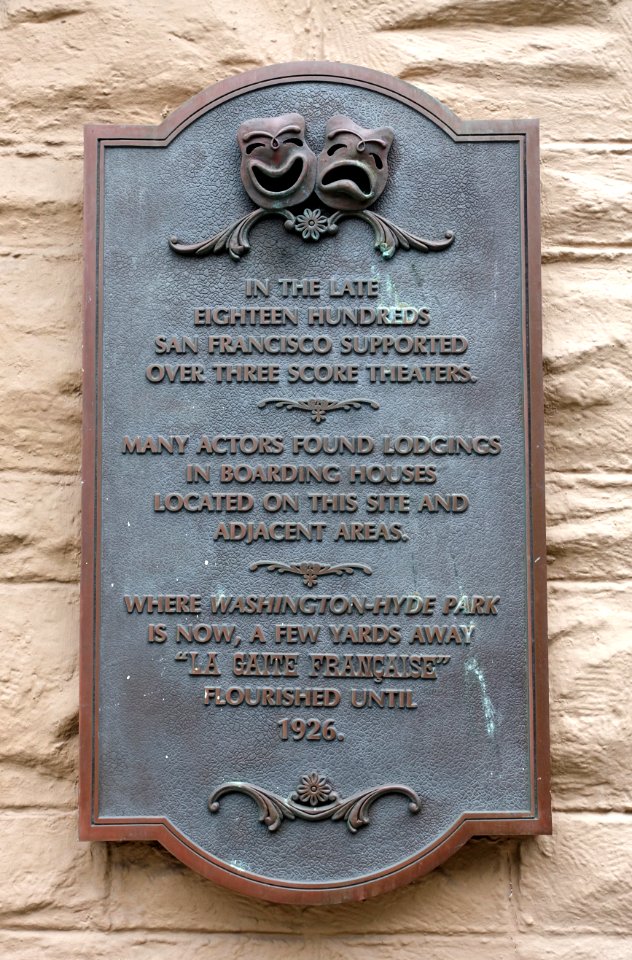 IN THE LATE
EIGHTEEN HUNDREDS
SAN FRANCISCO SUPPORTED
OVER THREE SCORE THEATERS.
MANY ACTORS FOUND LODGINGS
IN BOARDING HOUSES
LOCATED ON THIS SITE AND
ADJACENT AREAS.
WHERE WASHINGTON-HYDE PARK
IS NOW, A FEW YARDS AWAY
"LA GAITE FRANÇAISE"
FLOURISHED UNTIL
1926.